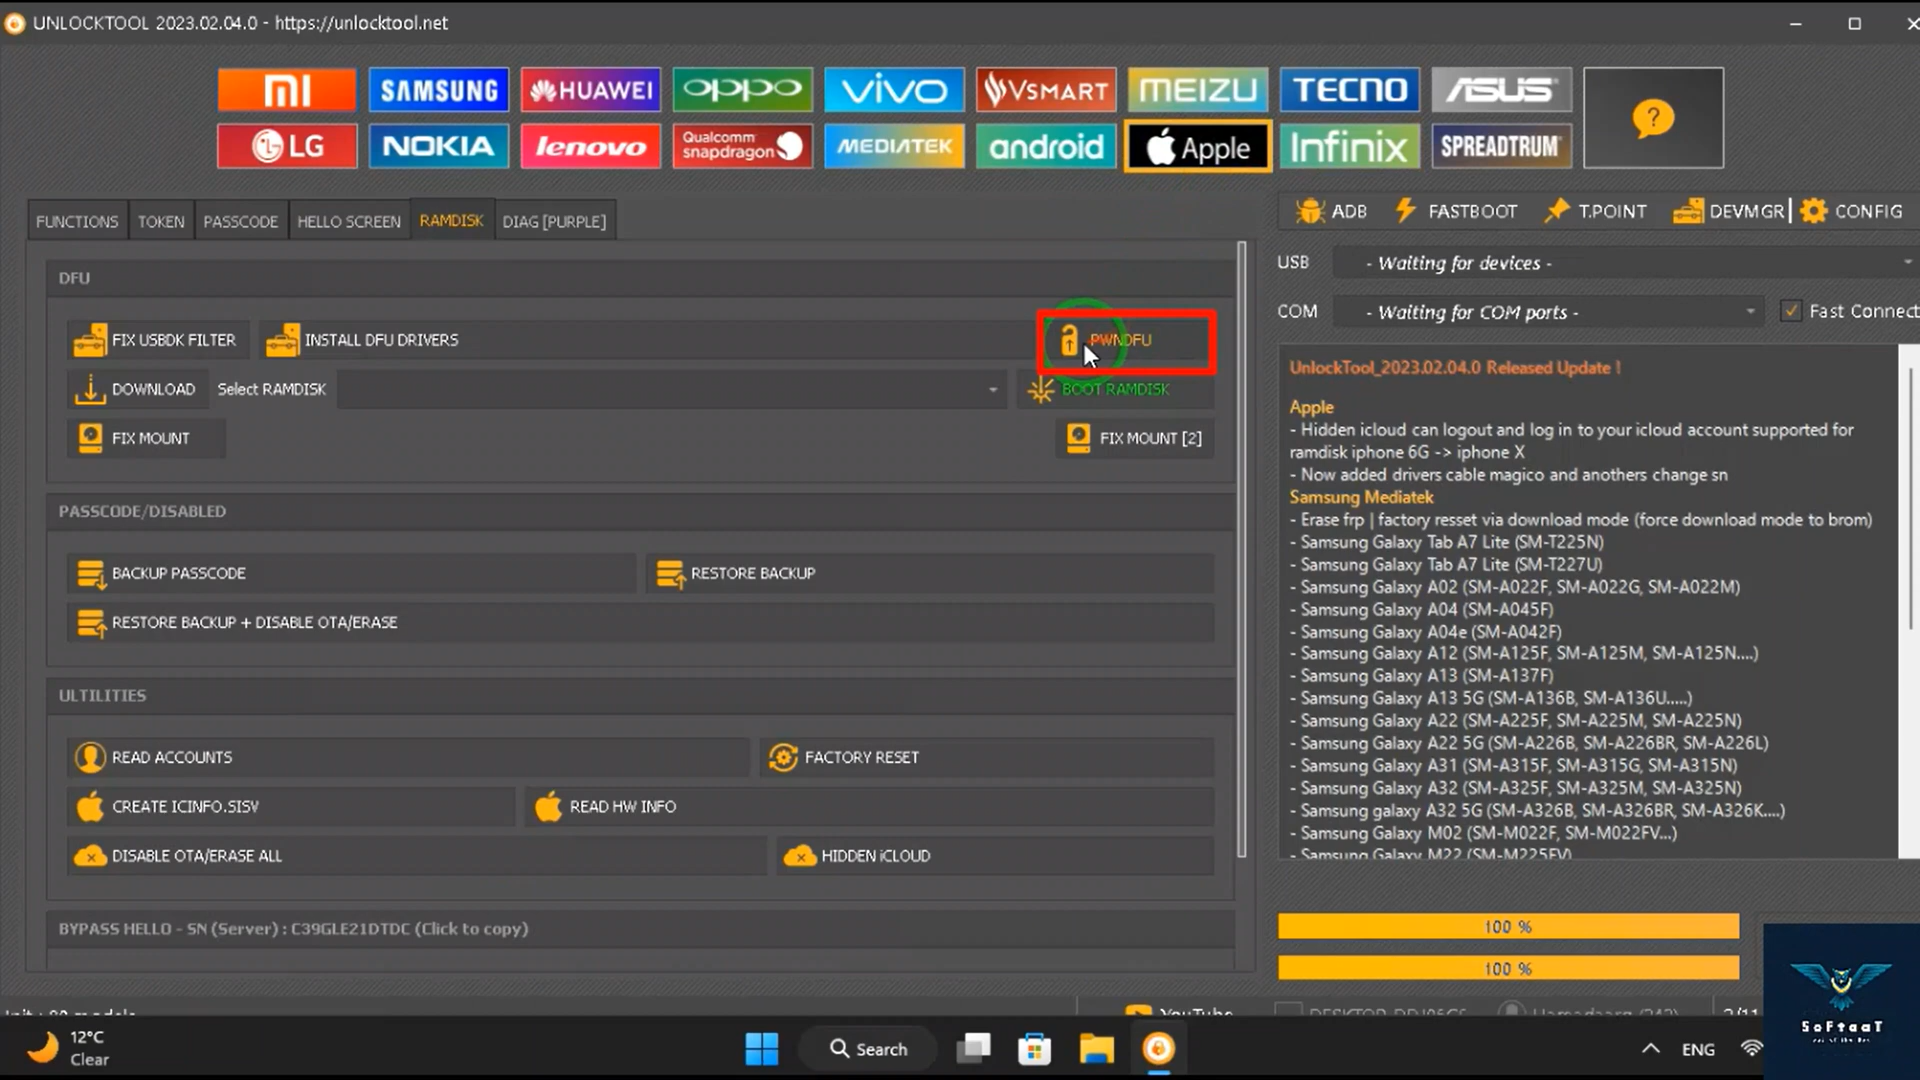 UNLOCKTOOL 2023.02.04.0 - https://unlocktool.net
mi SAMSUNG HUAWEI oppo vivo VSMART MEIZU TECNO ASUS
LG NOKIA lenovo Qualcomm snapdragon MEDIATEK android Apple Infinix SPREADTRUM ?
FUNCTIONS TOKEN PASSCODE HELLO SCREEN RAMDISK DIAG [PURPLE]
DFU
FIX USBDK FILTER INSTALL DFU DRIVERS PWNDFU
DOWNLOAD Select RAMDISK BOOT RAMDISK
FIX MOUNT FIX MOUNT [2]
PASSCODE/DISABLED
BACKUP PASSCODE RESTORE BACKUP
RESTORE BACKUP + DISABLE OTA/ERASE
ULTILITIES
READ ACCOUNTS FACTORY RESET
CREATE ICINFO.SISV READ HW INFO
DISABLE OTA/ERASE ALL HIDDEN iCLOUD
BYPASS HELLO - SN (Server) : C39GLE21DTDC (Click to copy)
ADB FASTBOOT T.POINT DEVMGR CONFIG
USB - Waiting for devices -
COM - Waiting for COM ports - Fast Connect
UnlockTool_2023.02.04.0 Released Update !
Apple
- Hidden icloud can logout and log in to your icloud account supported for
ramdisk iphone 6G -> iphone X
- Now added drivers cable magico and anothers change sn
Samsung Mediatek
- Erase frp | factory resset via download mode (force download mode to brom)
- Samsung Galaxy Tab A7 Lite (SM-T225N)
- Samsung Galaxy Tab A7 Lite (SM-T227U)
- Samsung Galaxy A02 (SM-A022F, SM-A022G, SM-A022M)
- Samsung Galaxy A04 (SM-A045F)
- Samsung Galaxy A04e (SM-A042F)
- Samsung Galaxy A12 (SM-A125F, SM-A125M, SM-A125N....)
- Samsung Galaxy A13 (SM-A137F)
- Samsung Galaxy A13 5G (SM-A136B, SM-A136U.....)
- Samsung Galaxy A22 (SM-A225F, SM-A225M, SM-A225N)
- Samsung Galaxy A22 5G (SM-A226B, SM-A226BR, SM-A226L)
- Samsung Galaxy A31 (SM-A315F, SM-A315G, SM-A315N)
- Samsung Galaxy A32 (SM-A325F, SM-A325M, SM-A325N)
- Samsung galaxy A32 5G (SM-A326B, SM-A326BR, SM-A326K....)
- Samsung Galaxy M02 (SM-M022F, SM-M022FV...)
- Samsung Galaxy M22 (SM-M225FV)
100 %
100 %
YouTube
SoFtaaT
12°C
Clear
Search
ENG